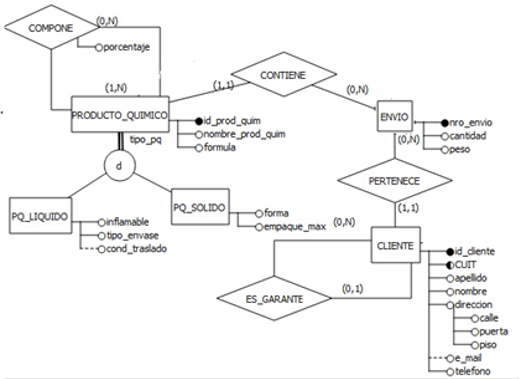 COMPONE
(0,N)
porcentaje
CONTIENE
(1,N)
(1,1)
(0,N)
PRODUCTO_QUIMICO
id_prod_quim
nombre_prod_quim
formula
tipo_pq
ENVIO
nro_envio
cantidad
peso
(0,N)
d
PERTENECE
(1,1)
PQ_LIQUIDO
inflamable
tipo_envase
cond_traslado
PQ_SOLIDO
forma
empaque_max
(0,N)
CLIENTE
id_cliente
CUIT
apellido
nombre
direccion
calle
puerta
piso
e_mail
telefono
ES_GARANTE
(0,1)